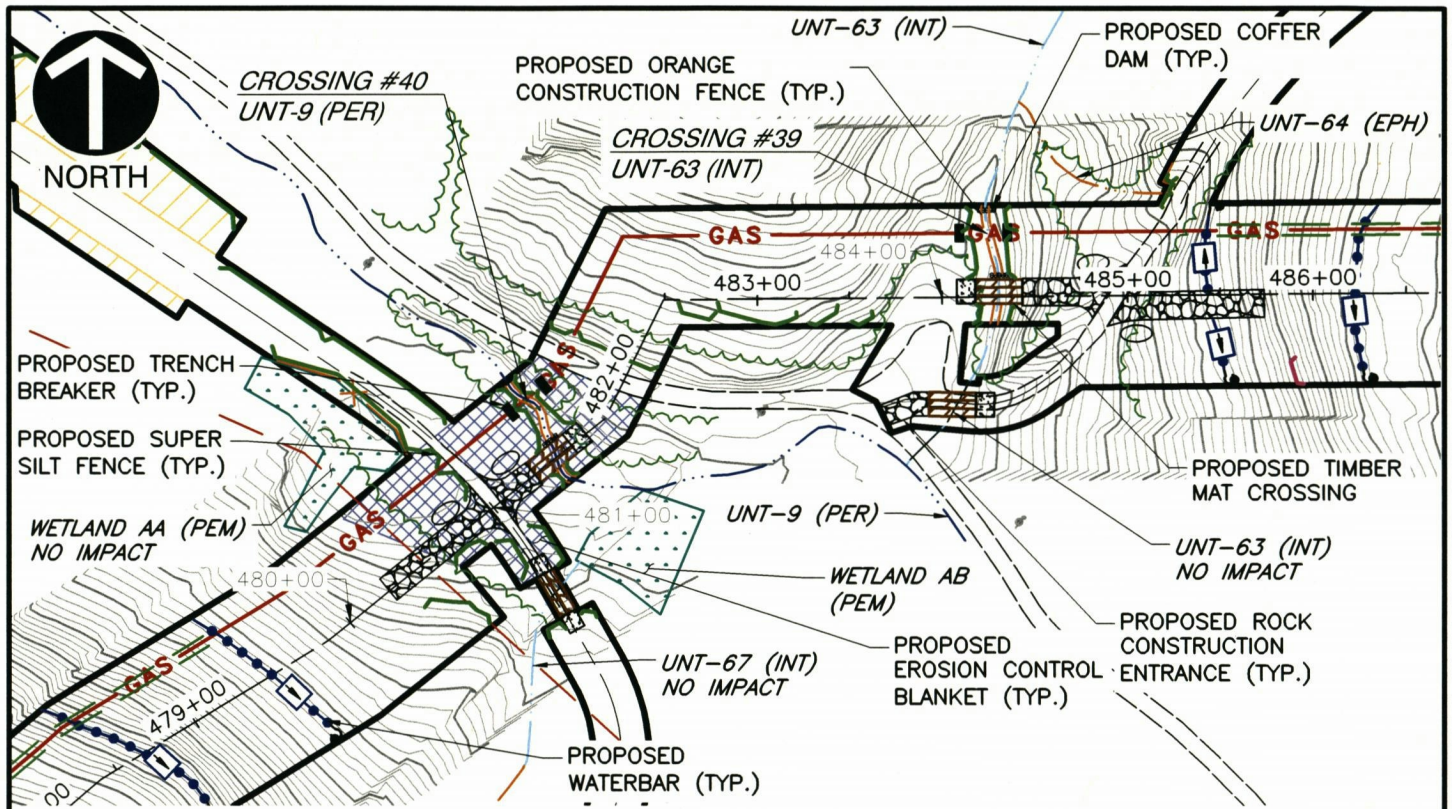 UNT-63 (INT)
PROPOSED COFFER
DAM (TYP.)
PROPOSED ORANGE
CONSTRUCTION FENCE (TYP.)
CROSSING #40
UNT-9 (PER)
NORTH
CROSSING #39
UNT-63 (INT)
UNT-64 (EPH)
GAS
GAS
GAS
484+00
483+00
485+00
486+00
GAS
482+00
PROPOSED TRENCH
BREAKER (TYP.)
PROPOSED SUPER
SILT FENCE (TYP.)
WETLAND AA (PEM)
NO IMPACT
GAS
481+00
480+00
UNT-9 (PER)
PROPOSED TIMBER
MAT CROSSING
UNT-63 (INT)
NO IMPACT
WETLAND AB
(PEM)
PROPOSED ROCK
CONSTRUCTION
ENTRANCE (TYP.)
PROPOSED
EROSION CONTROL
BLANKET (TYP.)
UNT-67 (INT)
NO IMPACT
GAS
479+00
PROPOSED
WATERBAR (TYP.)
00